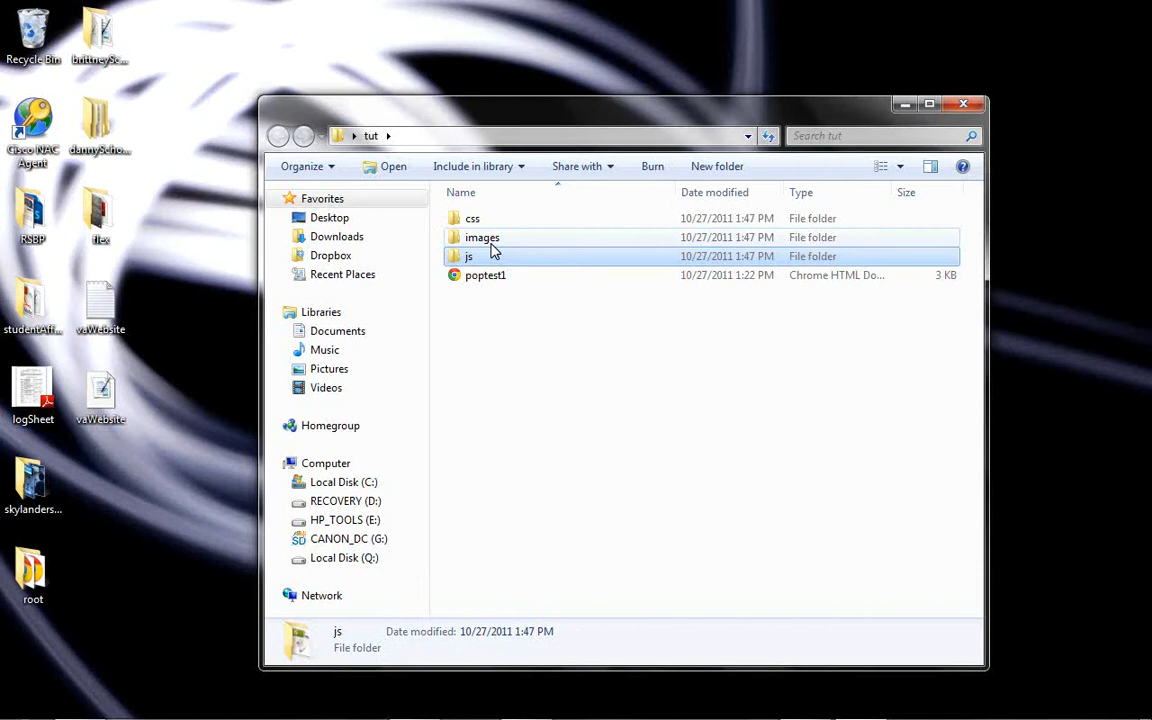 Recycle Bin
brittneySc...
Cisco NAC
Agent
dannyScho...
RSBP
flex
studentAff...
vaWebsite
logSheet
vaWebsite
skylanders...
root
tut
Search tut
Organize
Open
Include in library
Share with
Burn
New folder
Name
Date modified
Type
Size
css 10/27/2011 1:47 PM File folder
images 10/27/2011 1:47 PM File folder
js 10/27/2011 1:47 PM File folder
poptest1 10/27/2011 1:22 PM Chrome HTML Do... 3 KB
Favorites
Desktop
Downloads
Dropbox
Recent Places
Libraries
Documents
Music
Pictures
Videos
Homegroup
Computer
Local Disk (C:)
RECOVERY (D:)
HP_TOOLS (E:)
CANON_DC (G:)
Local Disk (Q:)
Network
js Date modified: 10/27/2011 1:47 PM
File folder